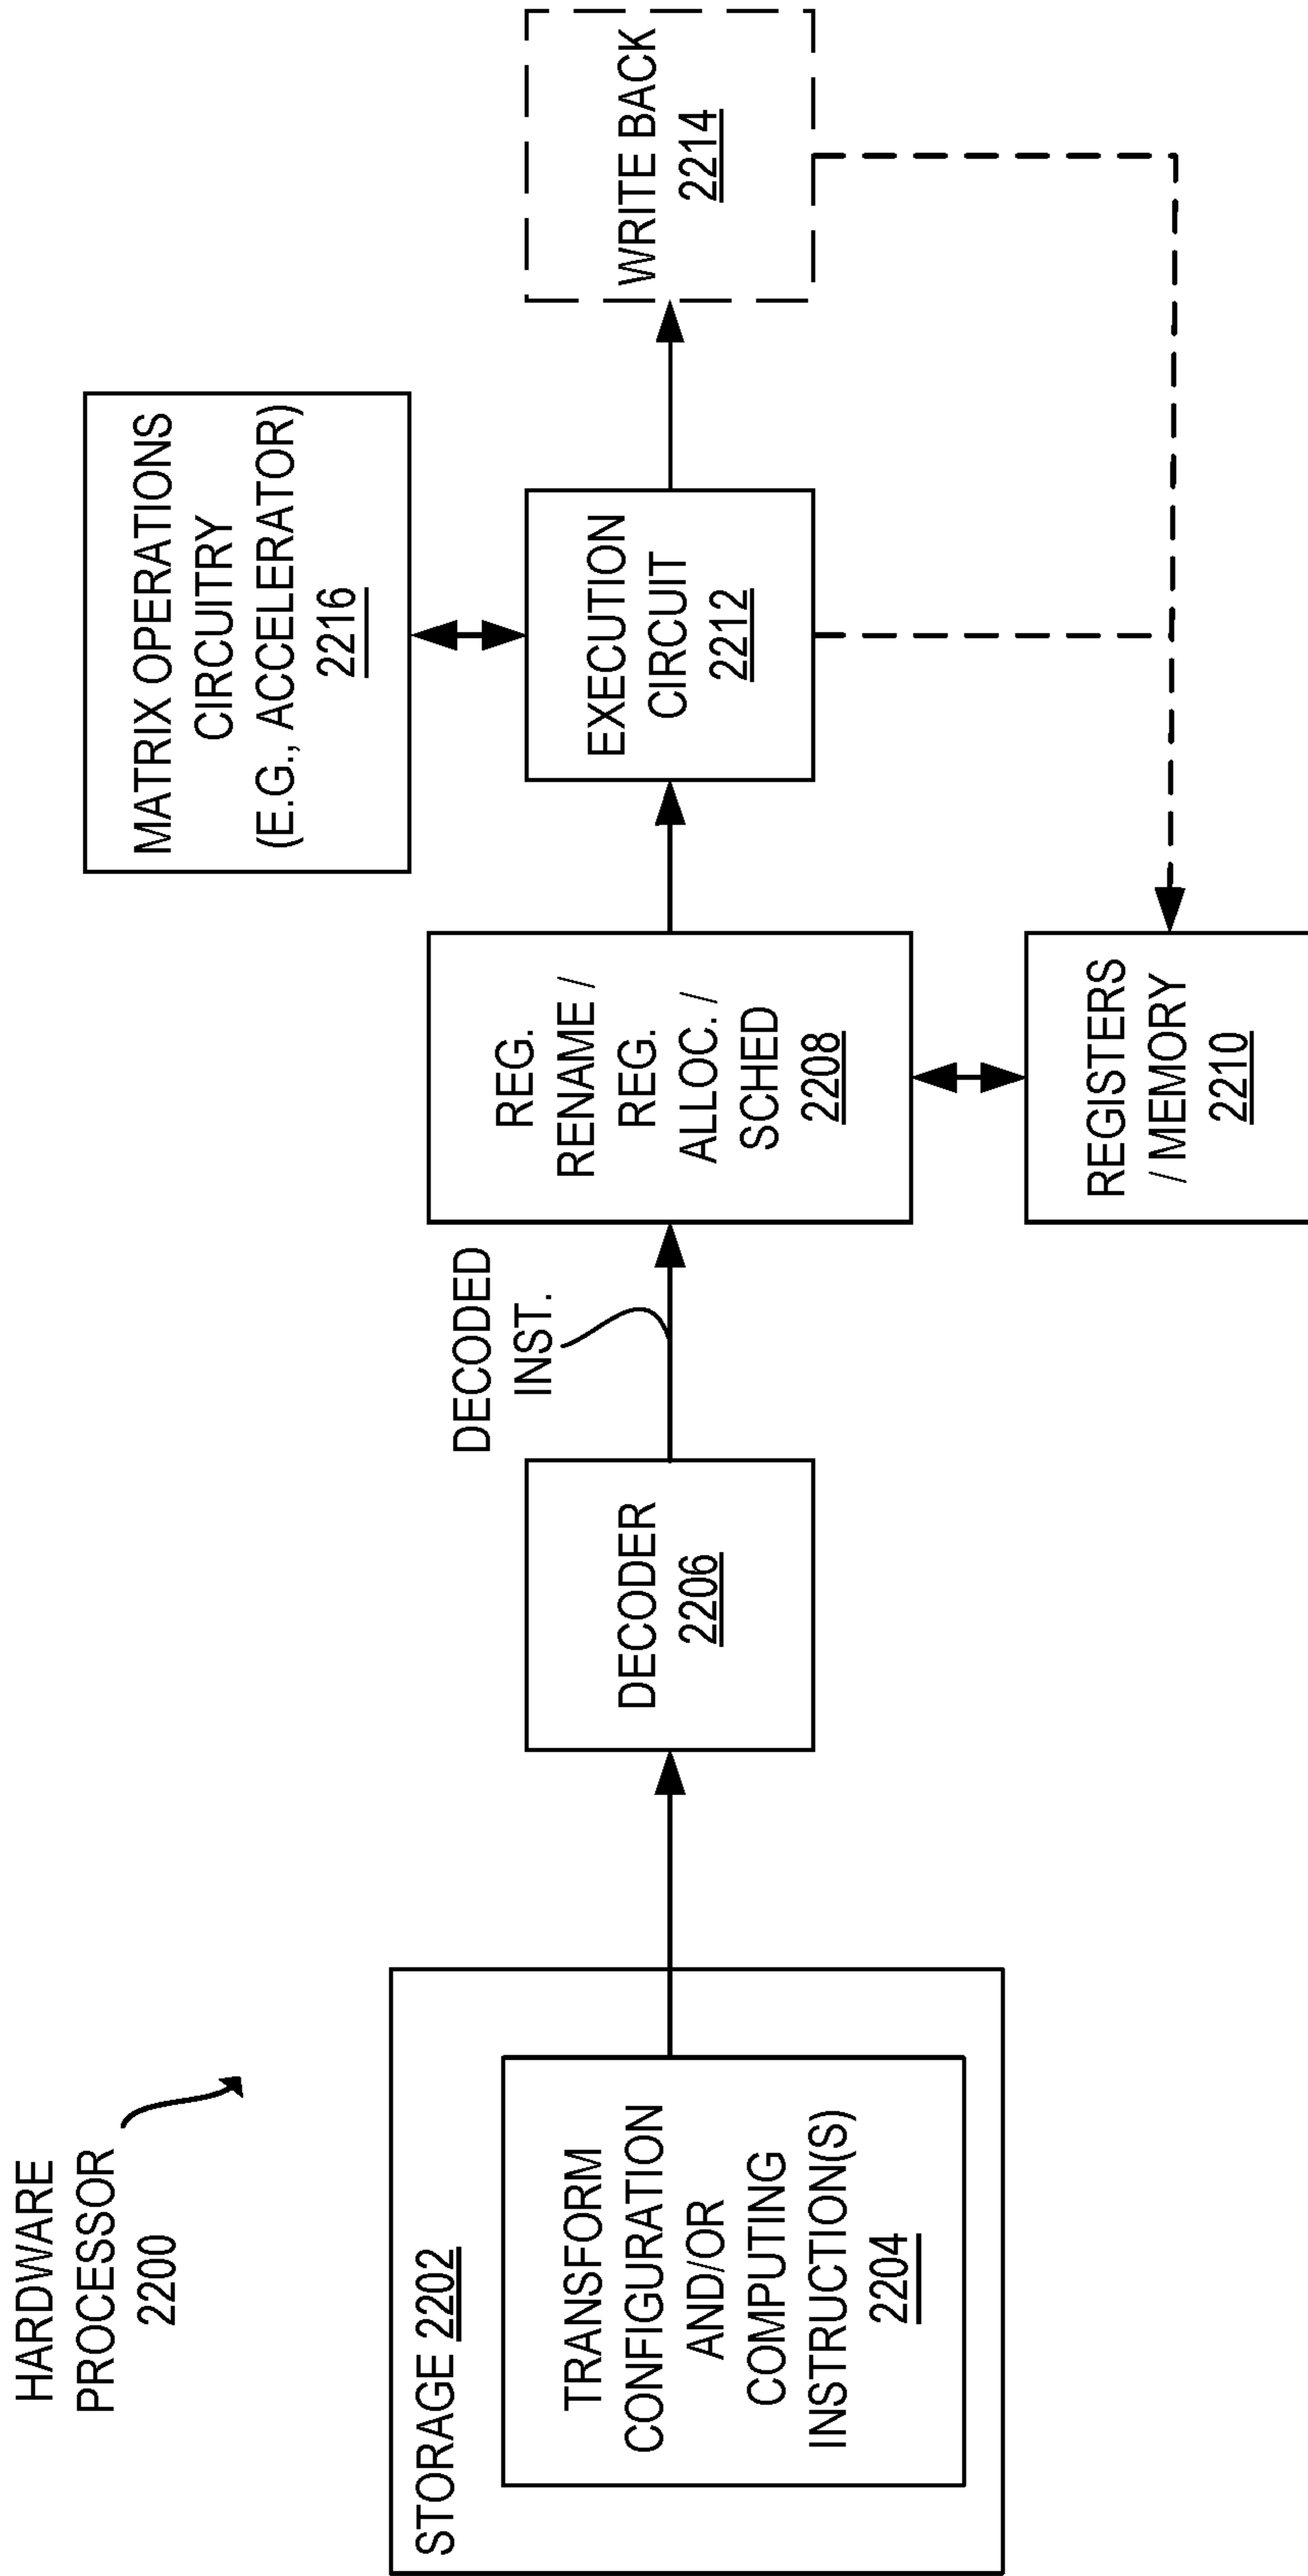 HARDWARE
PROCESSOR
2200
STORAGE 2202
TRANSFORM
CONFIGURATION
AND/OR
COMPUTING
INSTRUCTION(S)
2204
DECODER
2206
DECODED
INST.
REG.
RENAME /
REG.
ALLOC. /
SCHED
2208
REGISTERS
/ MEMORY
2210
MATRIX OPERATIONS
CIRCUITRY
(E.G., ACCELERATOR)
2216
EXECUTION
CIRCUIT
2212
WRITE BACK
2214